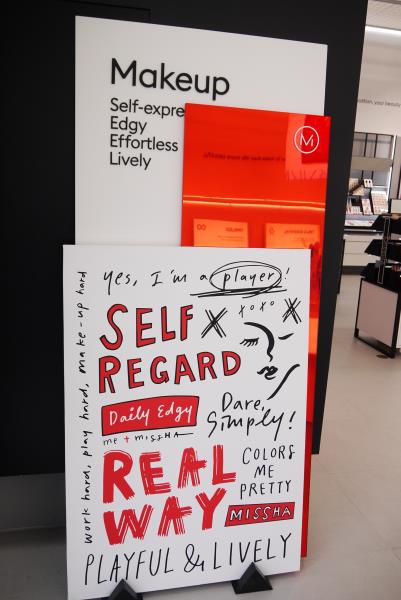 Makeup
Self-expre
Edgy
Effortless
Lively
M
yes, I'm a player!
SELF
xoxo
REGARD
Daily Edgy
me + missHA
Dare,
Simply!
REAL
WAY
COLORS
ME
PRETTY
MISSHA
PLAYFUL & LIVELY
work hard, play hard, make-up hard